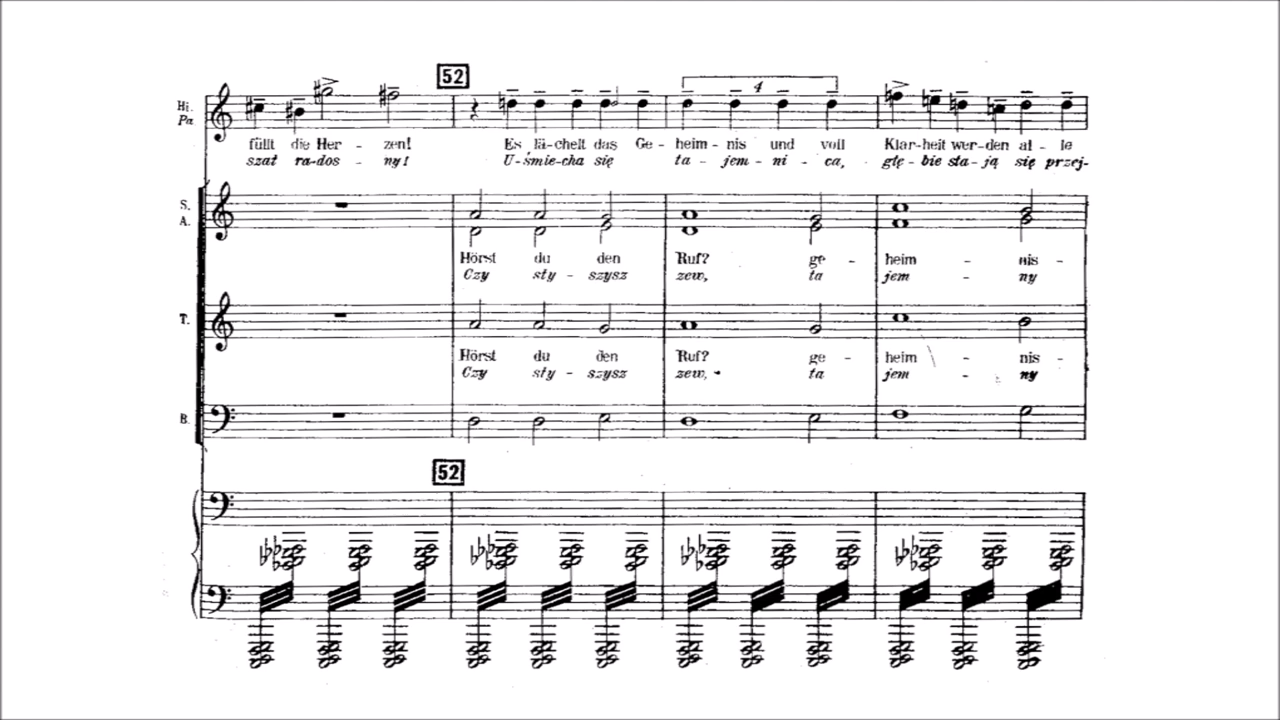 52
Hi.
Pa
4
füllt die Her - zen! Es lä-chelt das Ge - heim - nis und voll Klar-heit wer-den al - le
szat ra-dos - ny! U-śmie-cha się ta - jem - ni - ca, głę - bie sta-ją się przej-
S.
A.
Hörst du den Ruf? ge - heim - nis -
Czy sły - szysz zew, ta jem - ny
T.
Hörst du den Ruf? ge - heim - nis -
Czy sły - szysz zew, ta jem - ny
B.
52